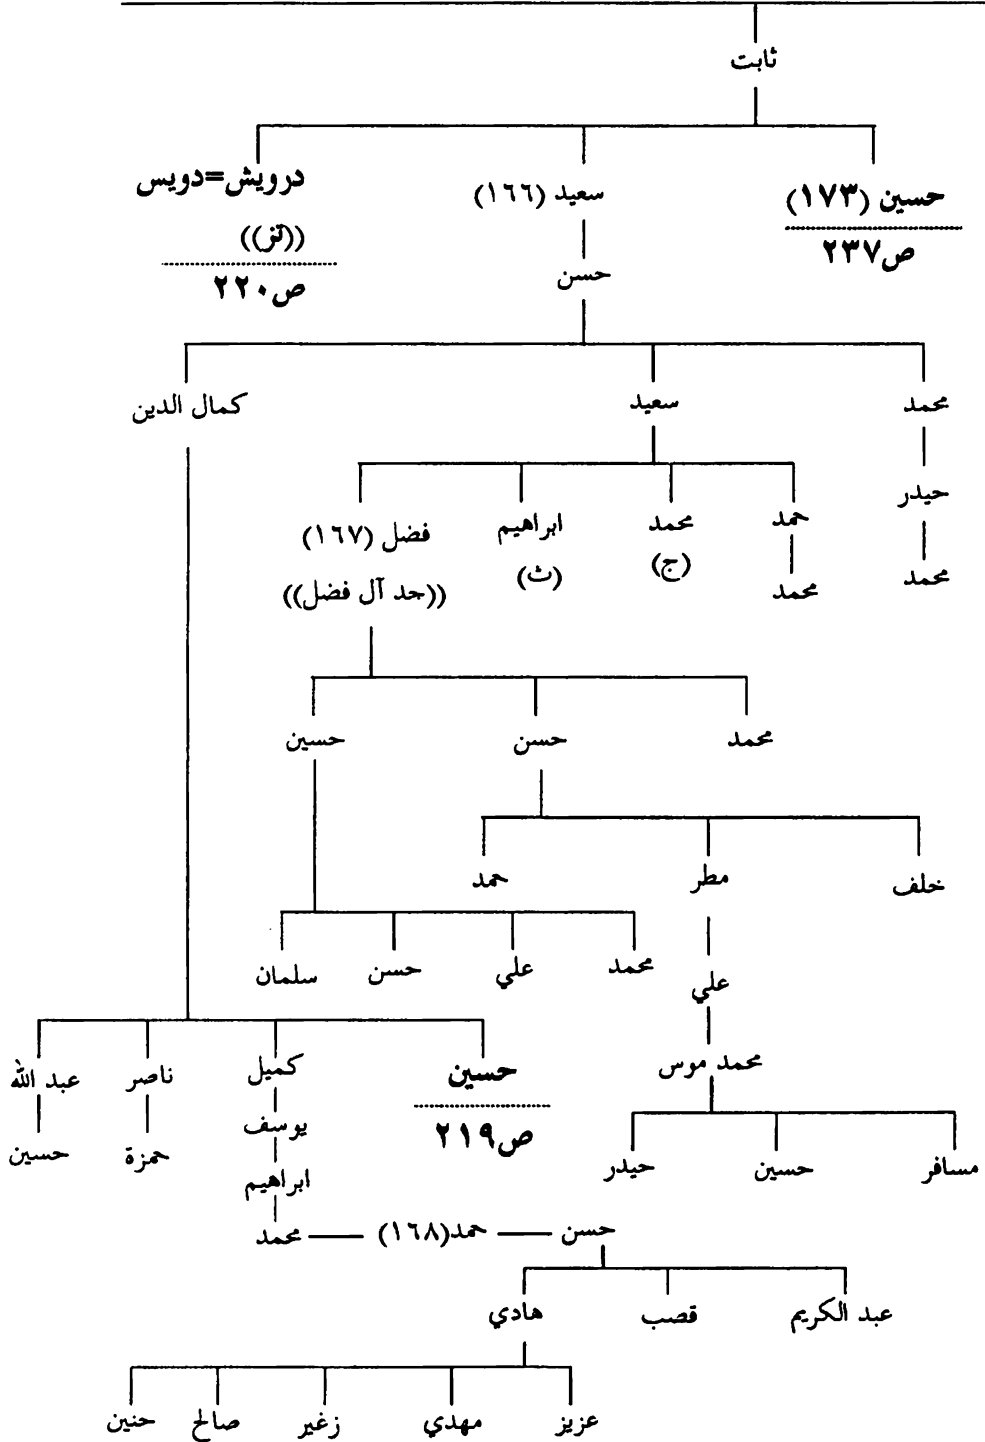 ثابت
حسين (١٧٣)
ص٢٣٧
سعيد (١٦٦)
درويش=دويس
((تنز))
ص٢٢٠
حسن
محمد
سعيد
كمال الدين
حيدر
محمد
حمد
محمد
محمد
(ج)
ابراهيم
(ث)
فضل (١٦٧)
((جد آل فضل))
محمد
حسن
حسين
خلف
مطر
حمد
محمد
علي
حسن
سلمان
علي
محمد موس
مسافر
حسين
حيدر
حسين
ص٢١٩
كميل
ناصر
عبد الله
يوسف
حمزة
حسين
ابراهيم
حسن — حمد(١٦٨) — محمد
عبد الكريم
قصب
هادي
عزيز
مهدي
زغير
صالح
حنين